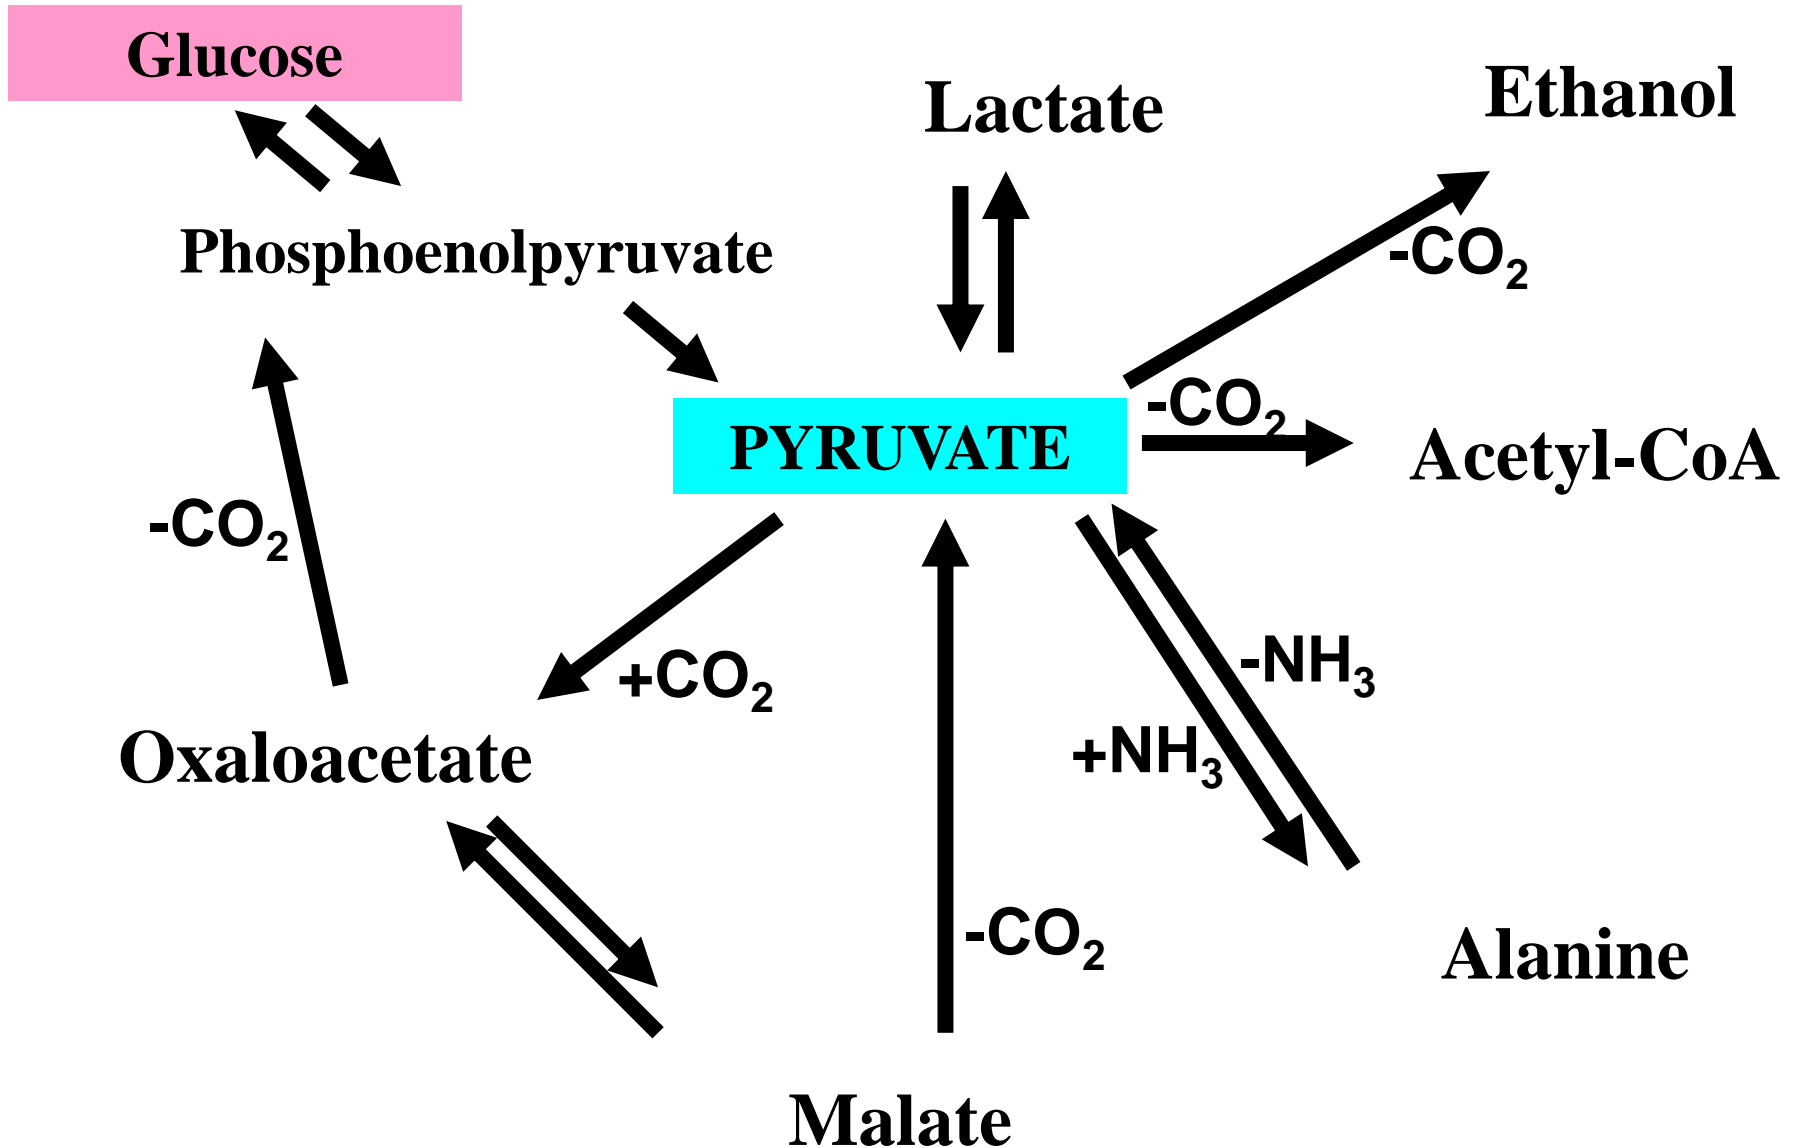 Glucose
Lactate
Ethanol
Phosphoenolpyruvate
-CO₂
-CO₂
PYRUVATE
Acetyl-CoA
-CO₂
+CO₂
-NH₃
+NH₃
Oxaloacetate
-CO₂
Alanine
Malate